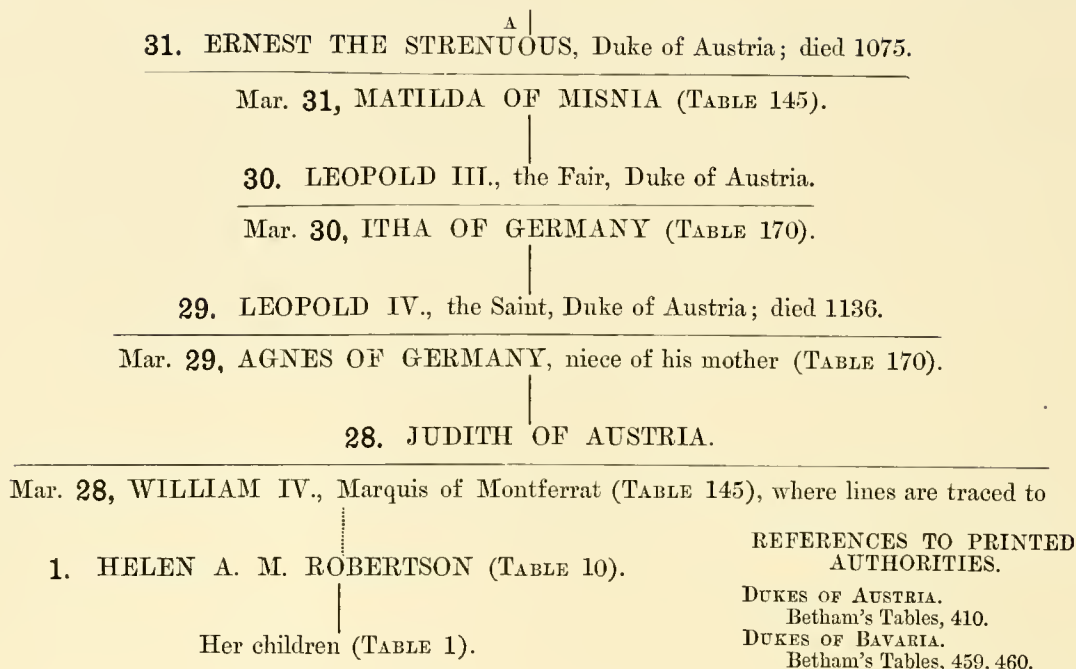 A
31. ERNEST THE STRENUOUS, Duke of Austria; died 1075.
Mar. 31, MATILDA OF MISNIA (TABLE 145).
30. LEOPOLD III., the Fair, Duke of Austria.
Mar. 30, ITHA OF GERMANY (TABLE 170).
29. LEOPOLD IV., the Saint, Duke of Austria; died 1136.
Mar. 29, AGNES OF GERMANY, niece of his mother (TABLE 170).
28. JUDITH OF AUSTRIA.
Mar. 28, WILLIAM IV., Marquis of Montferrat (TABLE 145), where lines are traced to
1. HELEN A. M. ROBERTSON (TABLE 10).
Her children (TABLE 1).
REFERENCES TO PRINTED
AUTHORITIES.
DUKES OF AUSTRIA.
Betham's Tables, 410.
DUKES OF BAVARIA.
Betham's Tables, 459, 460.